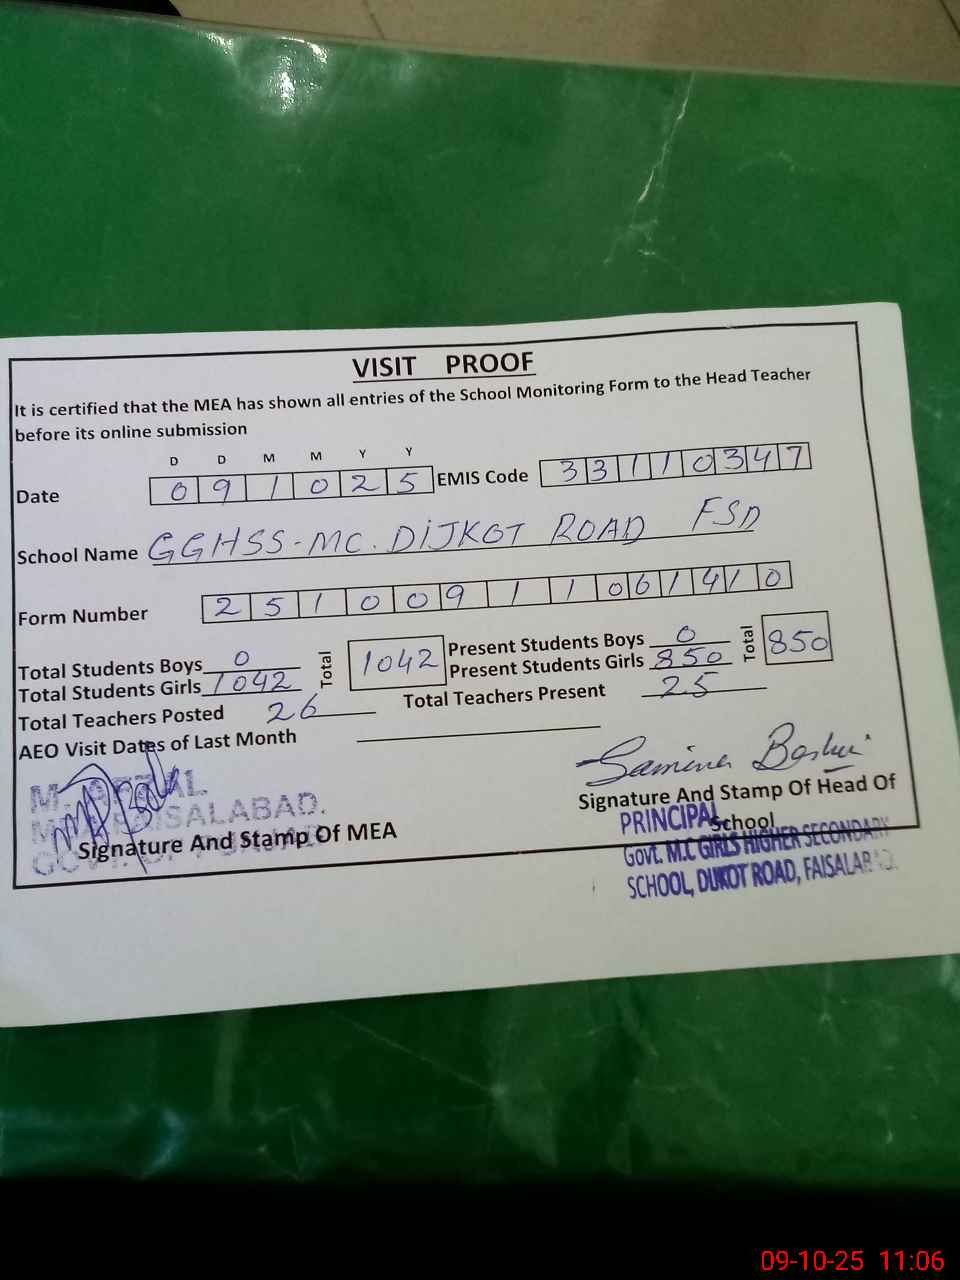 VISIT PROOF
It is certified that the MEA has shown all entries of the School Monitoring Form to the Head Teacher
before its online submission
D D M M Y Y
Date 0 9 1 0 2 5 EMIS Code 3 3 1 1 0 3 4 7
School Name GGHSS-MC. DIJKOT ROAD FSD
Form Number 2 5 1 0 0 9 1 1 0 6 1 4 1 0
Total Students Boys 0 Total 1042 Present Students Boys 0 Total 850
Total Students Girls 1042 Present Students Girls 850
Total Teachers Posted 26 Total Teachers Present 25
AEO Visit Dates of Last Month
Samina
Signature And Stamp Of MEA
FAISALABAD.
Signature And Stamp Of Head Of
School
PRINCIPAL
Govt. M.C GIRLS HIGHER SECONDARY
SCHOOL, DIJKOT ROAD, FAISALABAD.
09-10-25 11:06